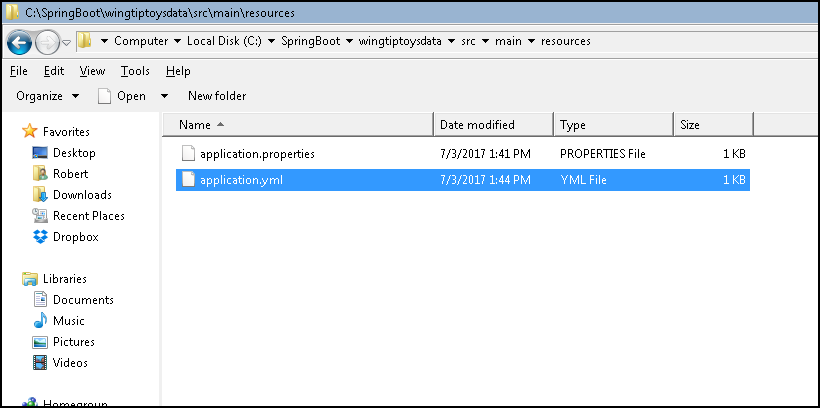 C:\SpringBoot\wingtiptoysdata\src\main\resources
Computer Local Disk (C:) SpringBoot wingtiptoysdata src main resources
File Edit View Tools Help
Organize Open New folder
Name Date modified Type Size
Favorites
Desktop
Robert
Downloads
Recent Places
Dropbox
Libraries
Documents
Music
Pictures
Videos
Homegroup
application.properties 7/3/2017 1:41 PM PROPERTIES File 1 KB
application.yml 7/3/2017 1:44 PM YML File 1 KB